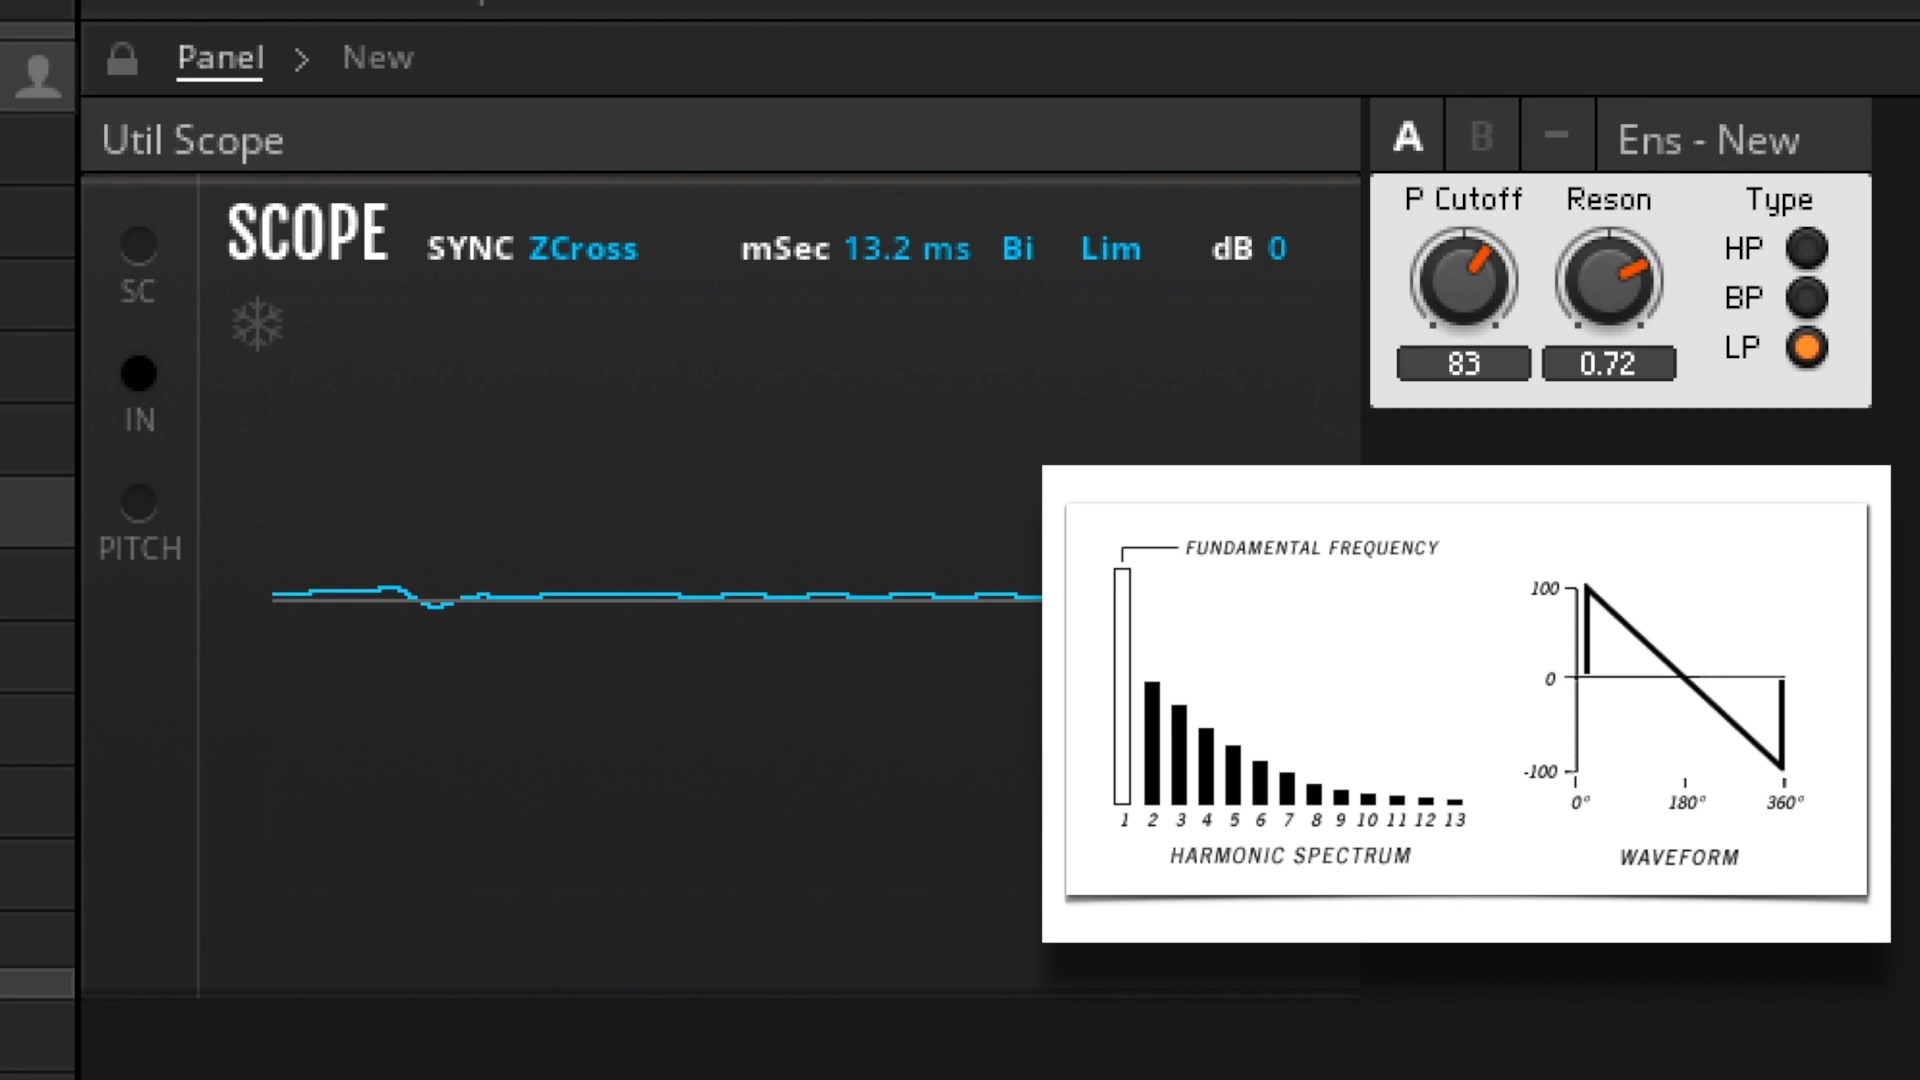 Panel > New
Util Scope
A B - Ens - New
SCOPE SYNC ZCross mSec 13.2 ms Bi Lim dB 0
SC
IN
PITCH
P Cutoff Reson Type
HP
BP
LP
83 0.72
FUNDAMENTAL FREQUENCY
1 2 3 4 5 6 7 8 9 10 11 12 13
HARMONIC SPECTRUM
100
0
-100
0° 180° 360°
WAVEFORM